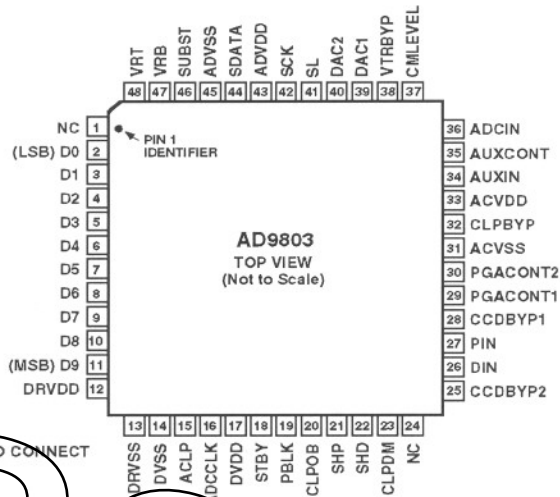 VRT
VRB
SUBST
ADVSS
SDATA
ADVDD
SCK
SL
DAC2
DAC1
VTRBYP
CMLEVEL
48 47 46 45 44 43 42 41 40 39 38 37
NC 1
(LSB) D0 2
D1 3
D2 4
D3 5
D4 6
D5 7
D6 8
D7 9
D8 10
(MSB) D9 11
DRVDD 12
PIN 1
IDENTIFIER
AD9803
TOP VIEW
(Not to Scale)
36 ADCIN
35 AUXCONT
34 AUXIN
33 ACVDD
32 CLPBYP
31 ACVSS
30 PGACONT2
29 PGACONT1
28 CCDBYP1
27 PIN
26 DIN
25 CCDBYP2
13 14 15 16 17 18 19 20 21 22 23 24
DRVSS
DVSS
ACLP
ADCCLK
DVDD
STBY
PBLK
CLPOB
SHP
SHD
CLPDM
NC
CONNECT